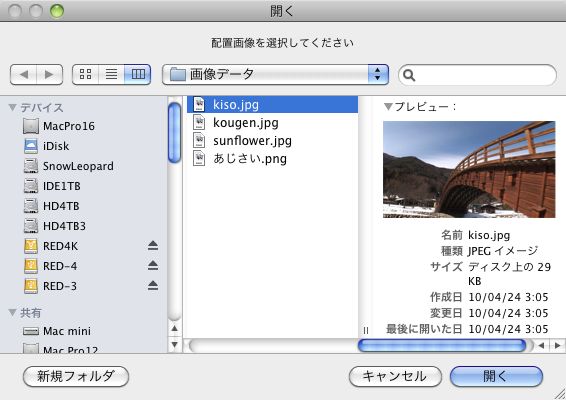 開く
配置画像を選択してください
画像データ
デバイス
MacPro16
iDisk
SnowLeopard
IDE1TB
HD4TB
HD4TB3
RED4K
RED-4
RED-3
共有
Mac mini
Mac Pro12
kiso.jpg
kougen.jpg
sunflower.jpg
あじさい.png
プレビュー：
名前 kiso.jpg
種類 JPEG イメージ
サイズ ディスク上の 29
KB
作成日 10/04/24 3:05
変更日 10/04/24 3:05
最後に開いた日 10/04/24 3:05
新規フォルダ
キャンセル
開く